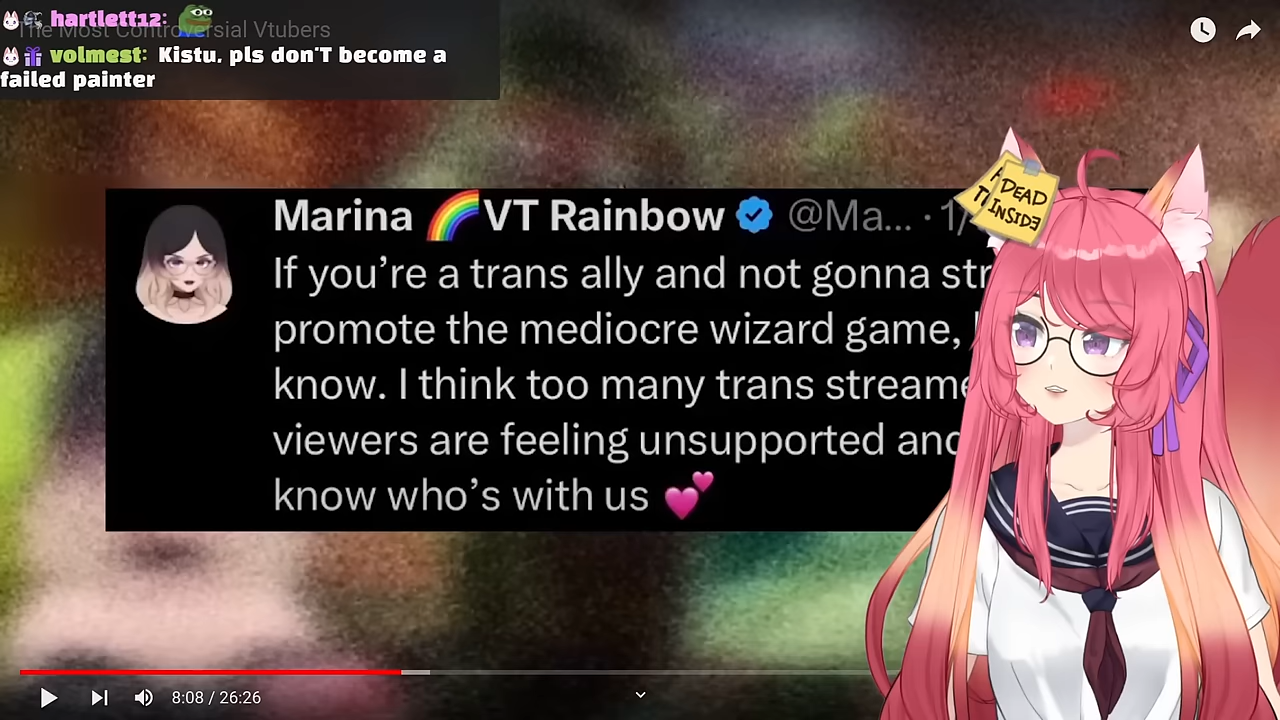 hartlett12:
The Most Controversial Vtubers
volmest: Kistu, pls don'T become a
failed painter
Marina 🌈VT Rainbow @Ma... · 1/
If you're a trans ally and not gonna str
promote the mediocre wizard game,
know. I think too many trans streame
viewers are feeling unsupported and
know who's with us 💕
DEAD
INSIDE
8:08 / 26:26